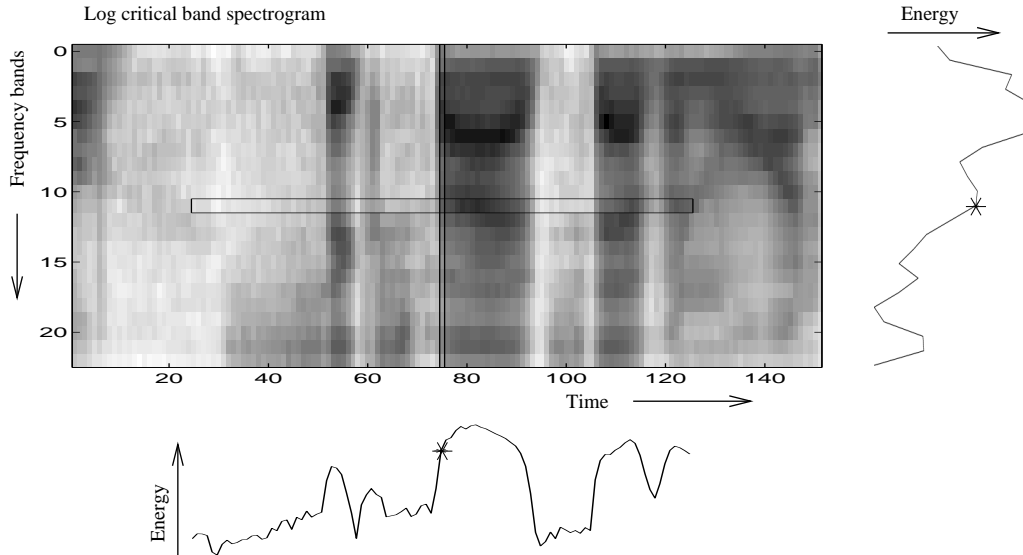 Log critical band spectrogram
Energy
Frequency bands
0
5
10
15
20
20 40 60 80 100 120 140
Time
Energy